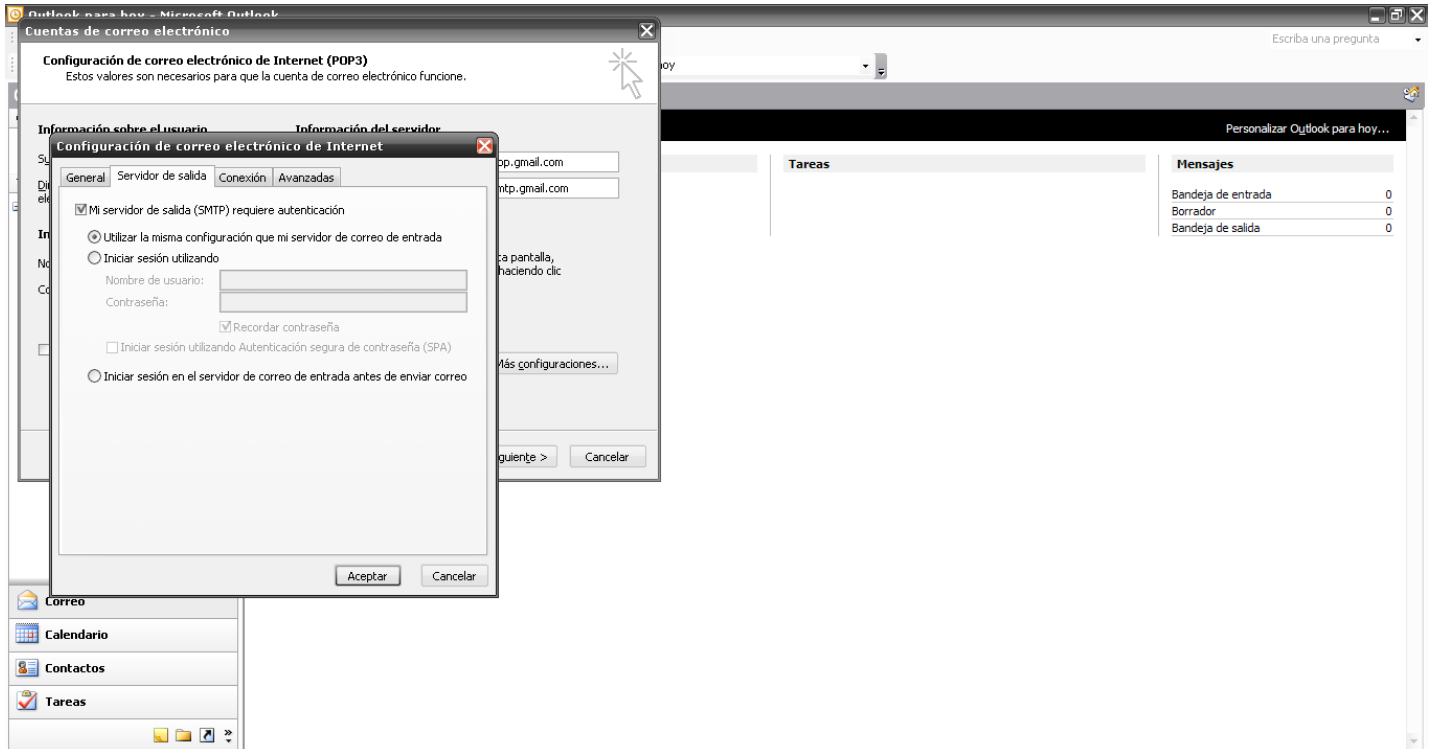 Outlook para hoy - Microsoft Outlook
Cuentas de correo electrónico
Escriba una pregunta
Configuración de correo electrónico de Internet (POP3)
Estos valores son necesarios para que la cuenta de correo electrónico funcione.
hoy
Personalizar Outlook para hoy...
Información sobre el usuario
Información del servidor
Configuración de correo electrónico de Internet
pop.gmail.com
smtp.gmail.com
General
Servidor de salida
Conexión
Avanzadas
Mi servidor de salida (SMTP) requiere autenticación
Utilizar la misma configuración que mi servidor de correo de entrada
Iniciar sesión utilizando
Nombre de usuario:
Contraseña:
Recordar contraseña
Iniciar sesión utilizando Autenticación segura de contraseña (SPA)
Iniciar sesión en el servidor de correo de entrada antes de enviar correo
Aceptar
Cancelar
pantalla,
haciendo clic
Más configuraciones...
guiente >
Cancelar
Tareas
Mensajes
Bandeja de entrada 0
Borrador 0
Bandeja de salida 0
Correo
Calendario
Contactos
Tareas